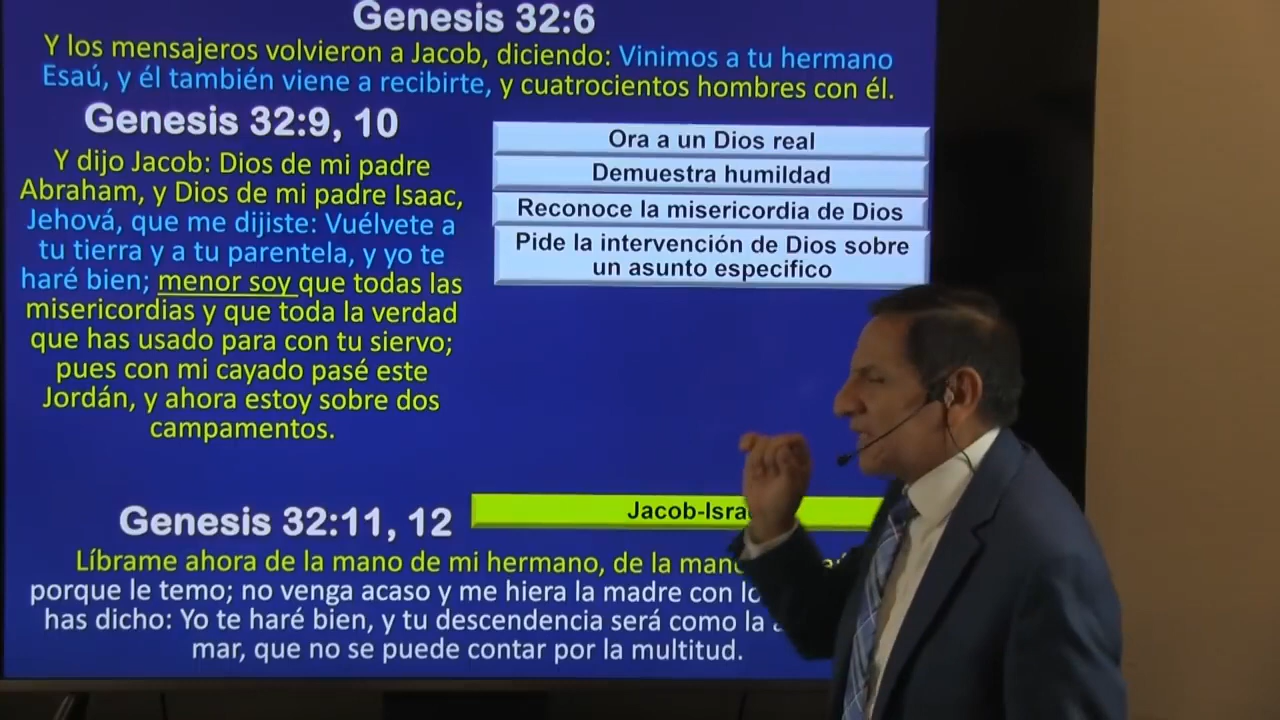 Genesis 32:6
Y los mensajeros volvieron a Jacob, diciendo: Vinimos a tu hermano
Esaú, y él también viene a recibirte, y cuatrocientos hombres con él.
Genesis 32:9, 10
Y dijo Jacob: Dios de mi padre
Abraham, y Dios de mi padre Isaac,
Jehová, que me dijiste: Vuélvete a
tu tierra y a tu parentela, y yo te
haré bien; menor soy que todas las
misericordias y que toda la verdad
que has usado para con tu siervo;
pues con mi cayado pasé este
Jordán, y ahora estoy sobre dos
campamentos.
Ora a un Dios real
Demuestra humildad
Reconoce la misericordia de Dios
Pide la intervención de Dios sobre
un asunto especifico
Jacob-Isra
Genesis 32:11, 12
Líbrame ahora de la mano de mi hermano, de la mano
porque le temo; no venga acaso y me hiera la madre con
has dicho: Yo te haré bien, y tu descendencia será como la
mar, que no se puede contar por la multitud.